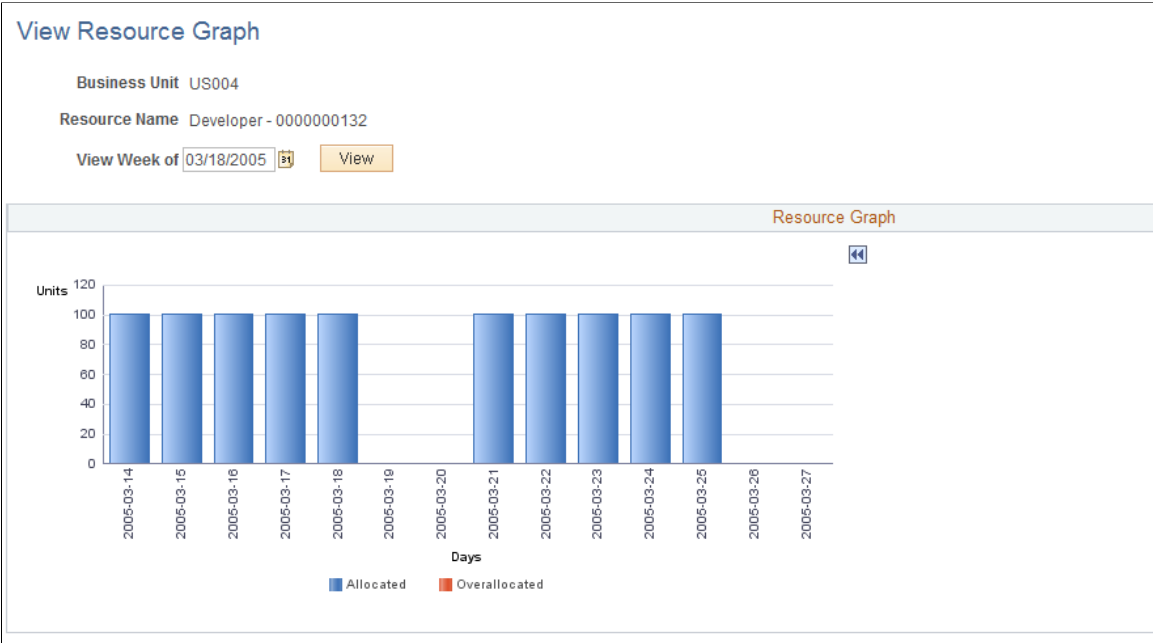 View Resource Graph
Business Unit US004
Resource Name Developer - 0000000132
View Week of 03/18/2005 31 View
Resource Graph
Units
120
100
80
60
40
20
0
2005-03-14 2005-03-15 2005-03-16 2005-03-17 2005-03-18 2005-03-19 2005-03-20 2005-03-21 2005-03-22 2005-03-23 2005-03-24 2005-03-25 2005-03-26 2005-03-27
Days
Allocated Overallocated